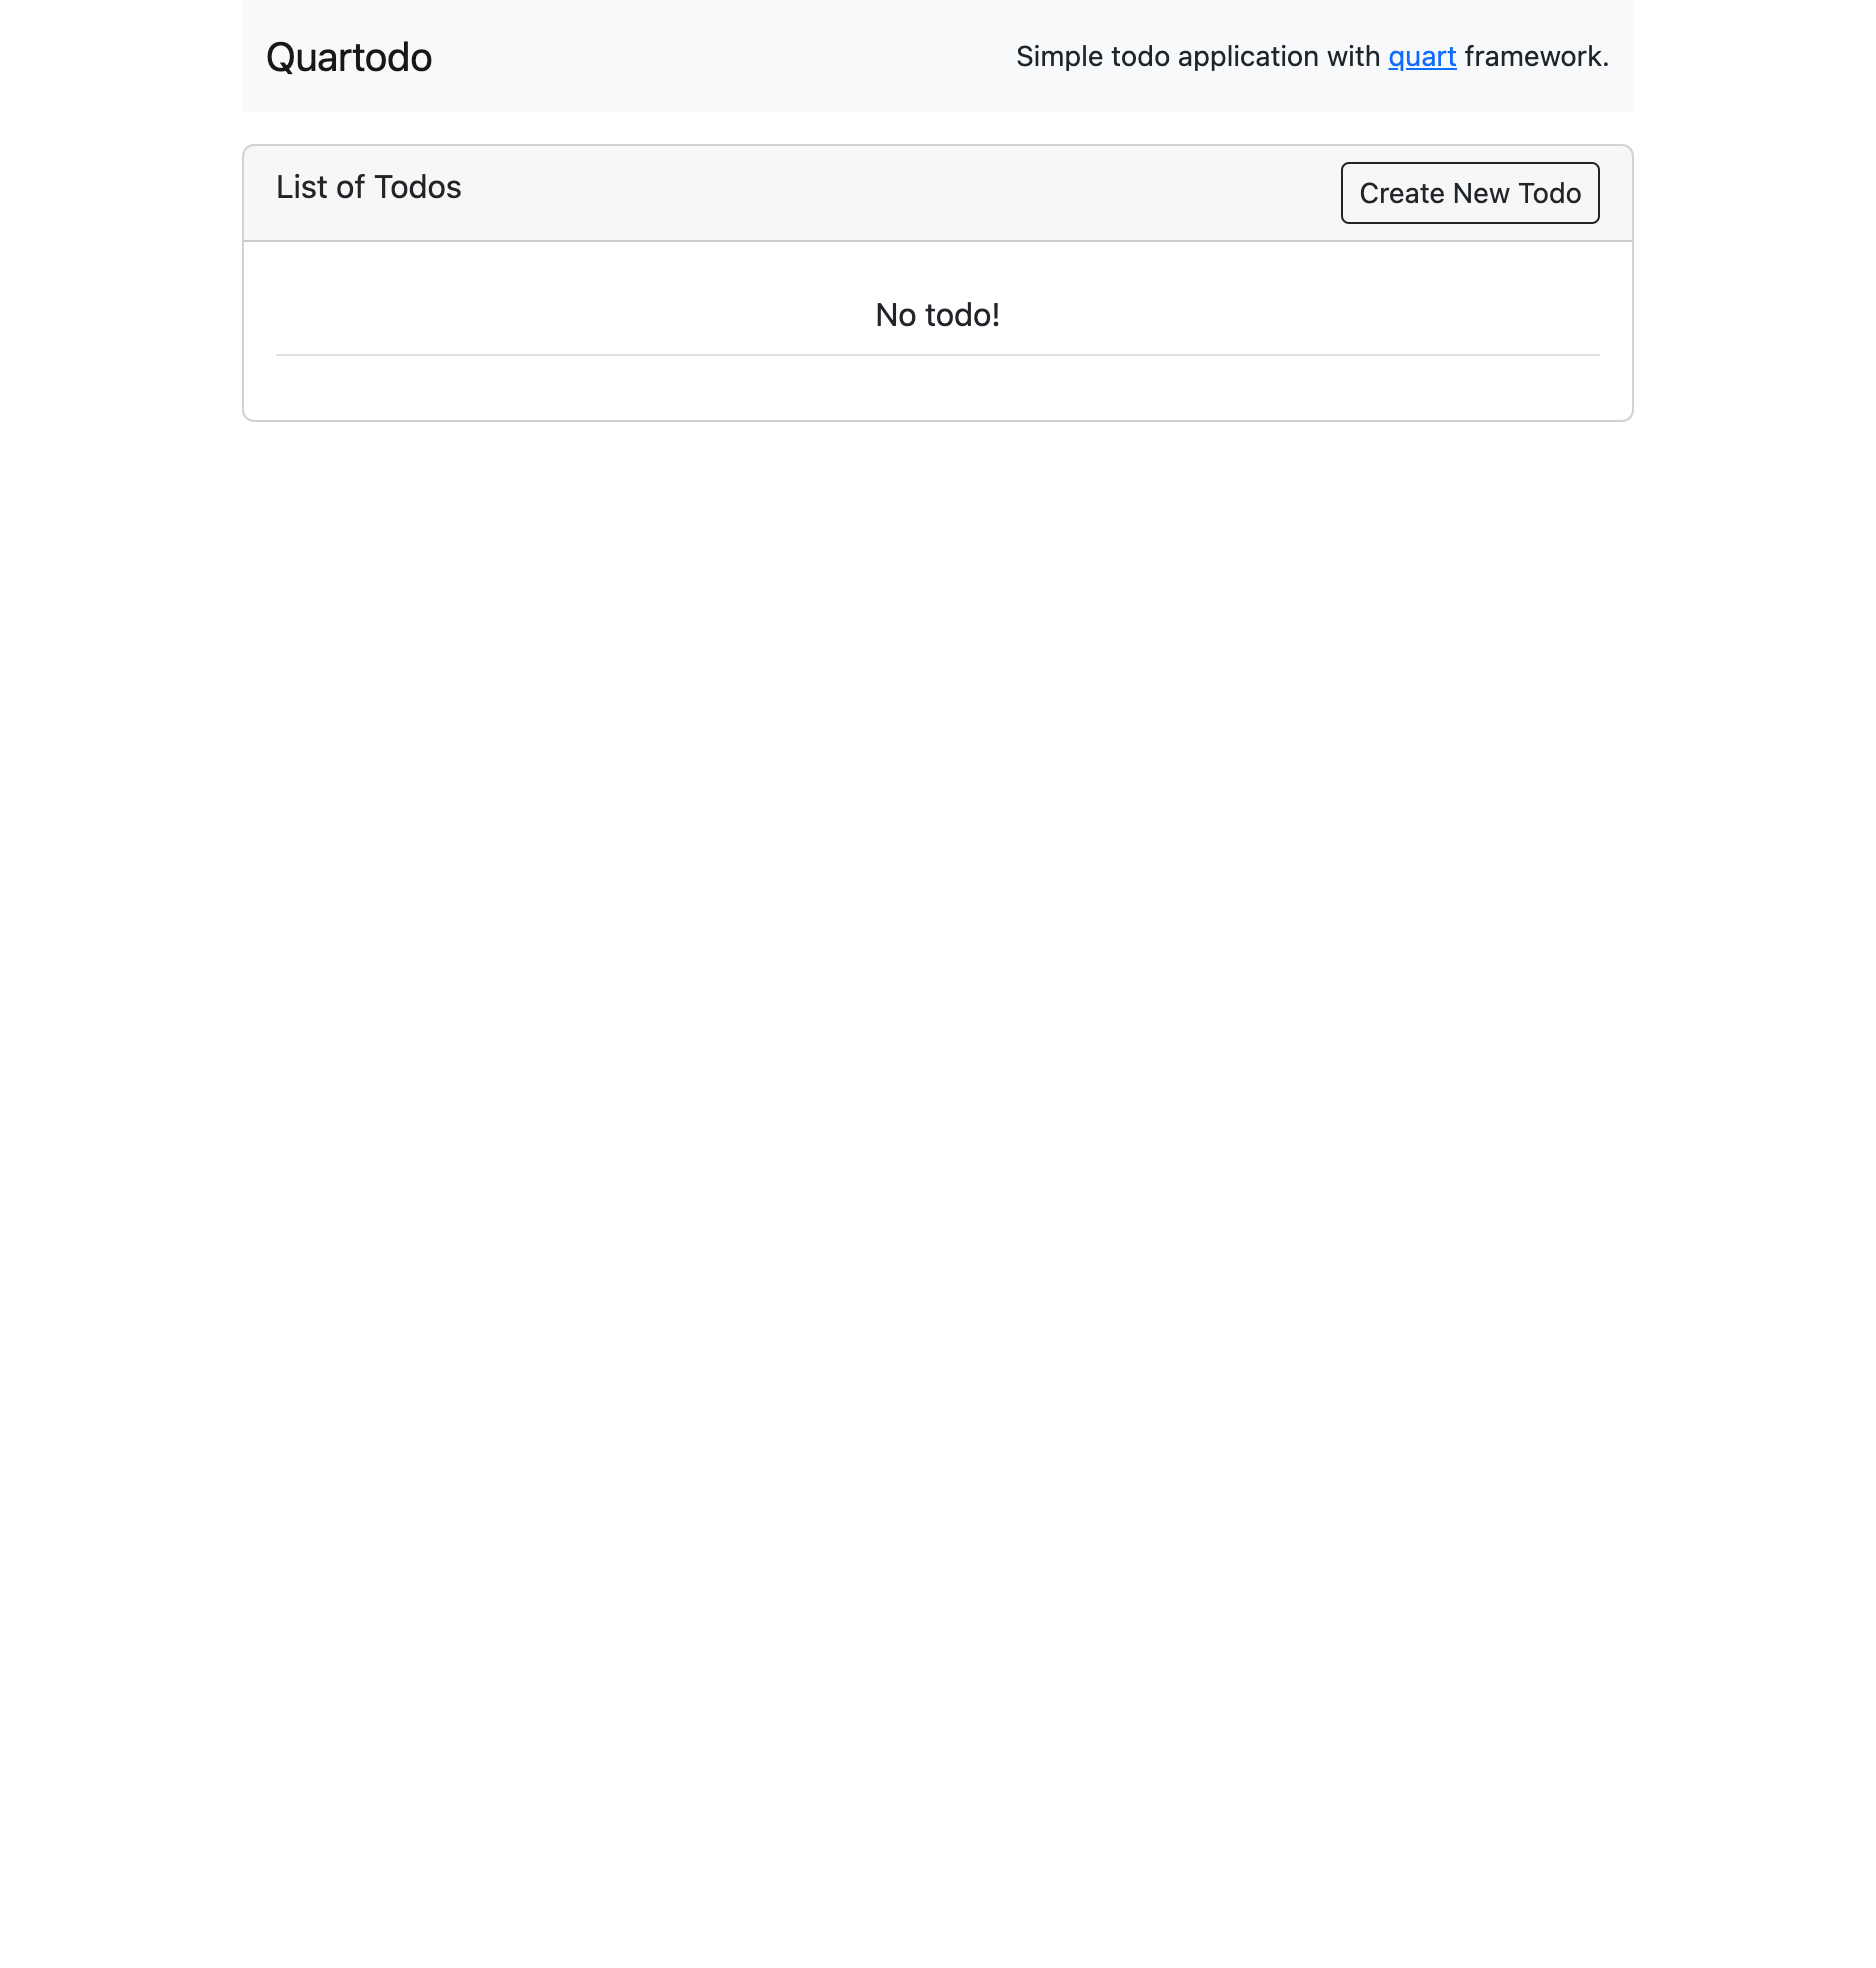 Quartodo
Simple todo application with quart framework.
List of Todos
Create New Todo
No todo!